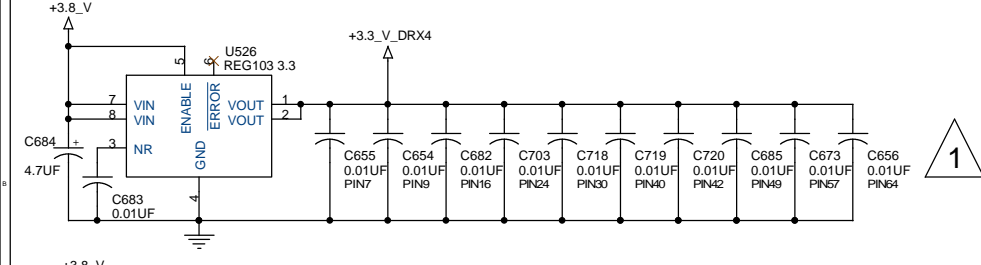 +3.8_V
+3.3_V_DRX4
U526
REG103 3.3
5
6
ENABLE
ERROR
7
VIN
VOUT
1
8
VIN
VOUT
2
3
NR
GND
4
C684
+
4.7UF
C683
0.01UF
C655
0.01UF
PIN7
C654
0.01UF
PIN9
C682
0.01UF
PIN16
C703
0.01UF
PIN24
C718
0.01UF
PIN30
C719
0.01UF
PIN40
C720
0.01UF
PIN42
C685
0.01UF
PIN49
C673
0.01UF
PIN57
C656
0.01UF
PIN64
1
B
+3.8_V